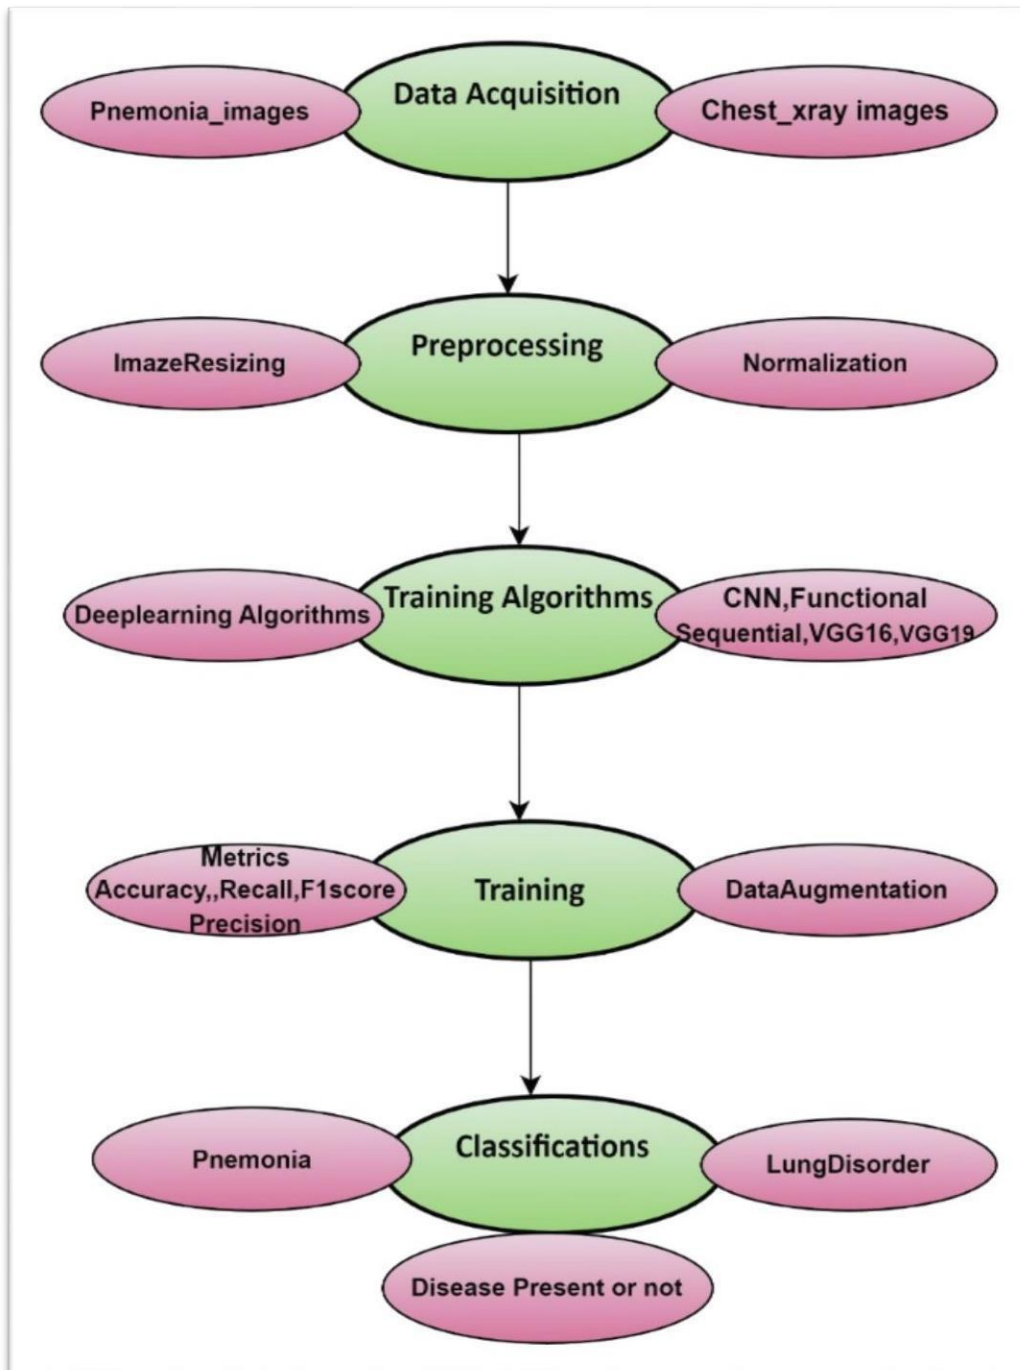 Data Acquisition
Pnemonia_images
Chest_xray images
Preprocessing
ImazeResizing
Normalization
Training Algorithms
Deeplearning Algorithms
CNN,Functional
Sequential,VGG16,VGG19
Training
Metrics
Accuracy,,Recall,F1score
Precision
DataAugmentation
Classifications
Pnemonia
LungDisorder
Disease Present or not